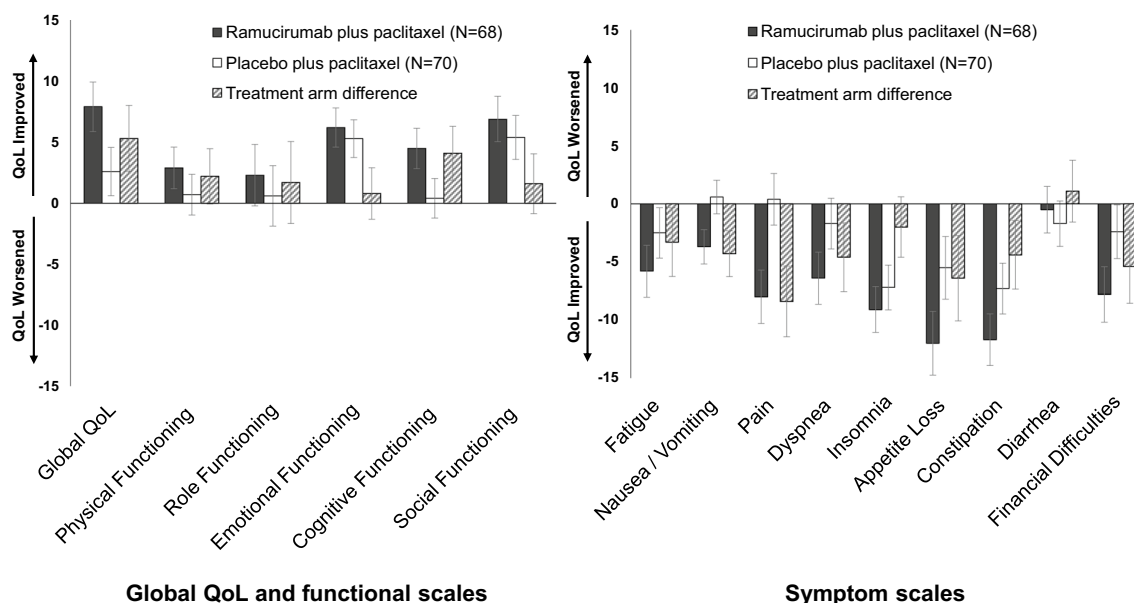 15
10
5
0
-5
-10
-15
QoL Improved
QoL Worsened
Ramucirumab plus paclitaxel (N=68)
Placebo plus paclitaxel (N=70)
Treatment arm difference
Global QoL
Physical Functioning
Role Functioning
Emotional Functioning
Cognitive Functioning
Social Functioning
Global QoL and functional scales
15
10
5
0
-5
-10
-15
QoL Worsened
QoL Improved
Ramucirumab plus paclitaxel (N=68)
Placebo plus paclitaxel (N=70)
Treatment arm difference
Fatigue
Nausea / Vomiting
Pain
Dyspnea
Insomnia
Appetite Loss
Constipation
Diarrhea
Financial Difficulties
Symptom scales